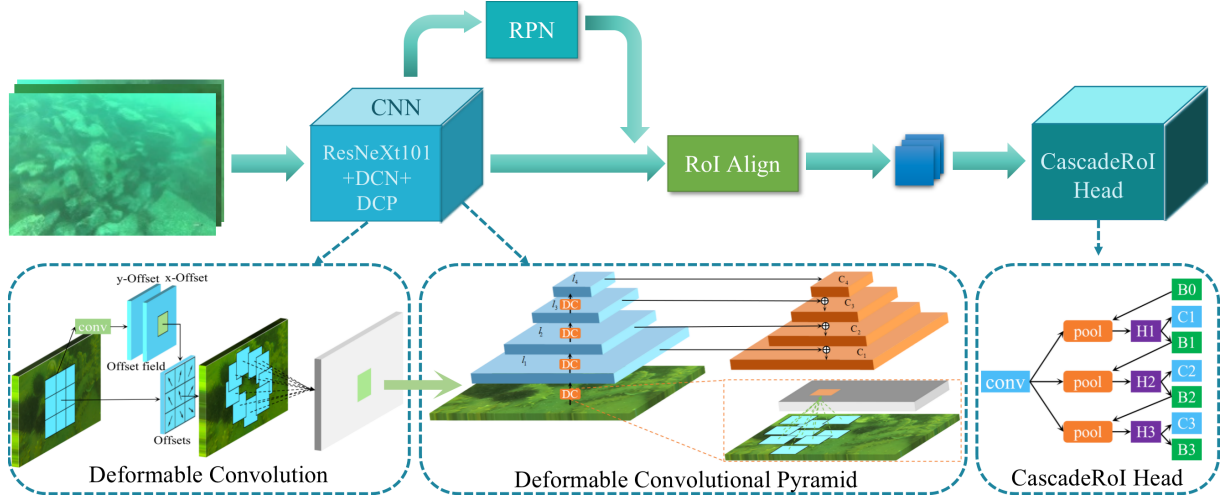 RPN
CNN
ResNeXt101
+DCN+
DCP
RoI Align
CascadeRoI
Head
y-Offset
x-Offset
conv
Offset field
Offsets
Deformable Convolution
l4
l3
l2
l1
DC
DC
DC
DC
C4
C3
C2
C1
Deformable Convolutional Pyramid
conv
pool
pool
pool
H1
H2
H3
B0
C1
B1
C2
B2
C3
B3
CascadeRoI Head